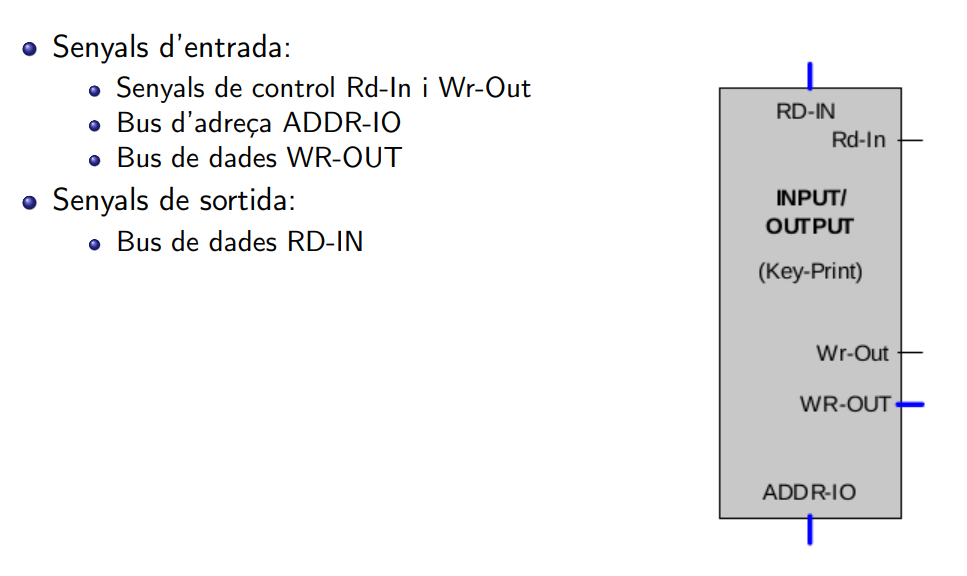 Senyals d'entrada:
Senyals de control Rd-In i Wr-Out
Bus d'adreça ADDR-IO
Bus de dades WR-OUT
Senyals de sortida:
Bus de dades RD-IN
RD-IN
Rd-In
INPUT/
OUTPUT
(Key-Print)
Wr-Out
WR-OUT
ADDR-IO